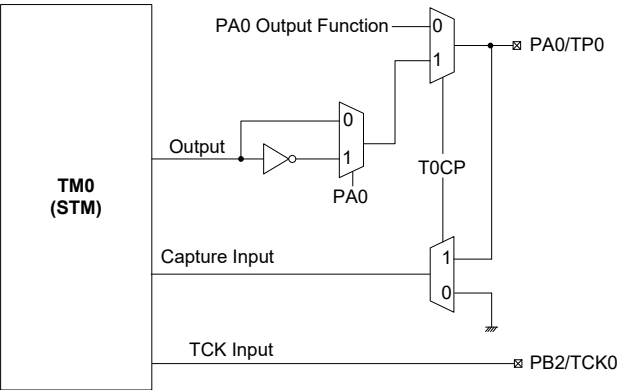 PA0 Output Function
0
1
PA0/TP0
0
1
Output
PA0
T0CP
TM0
(STM)
Capture Input
1
0
TCK Input
PB2/TCK0